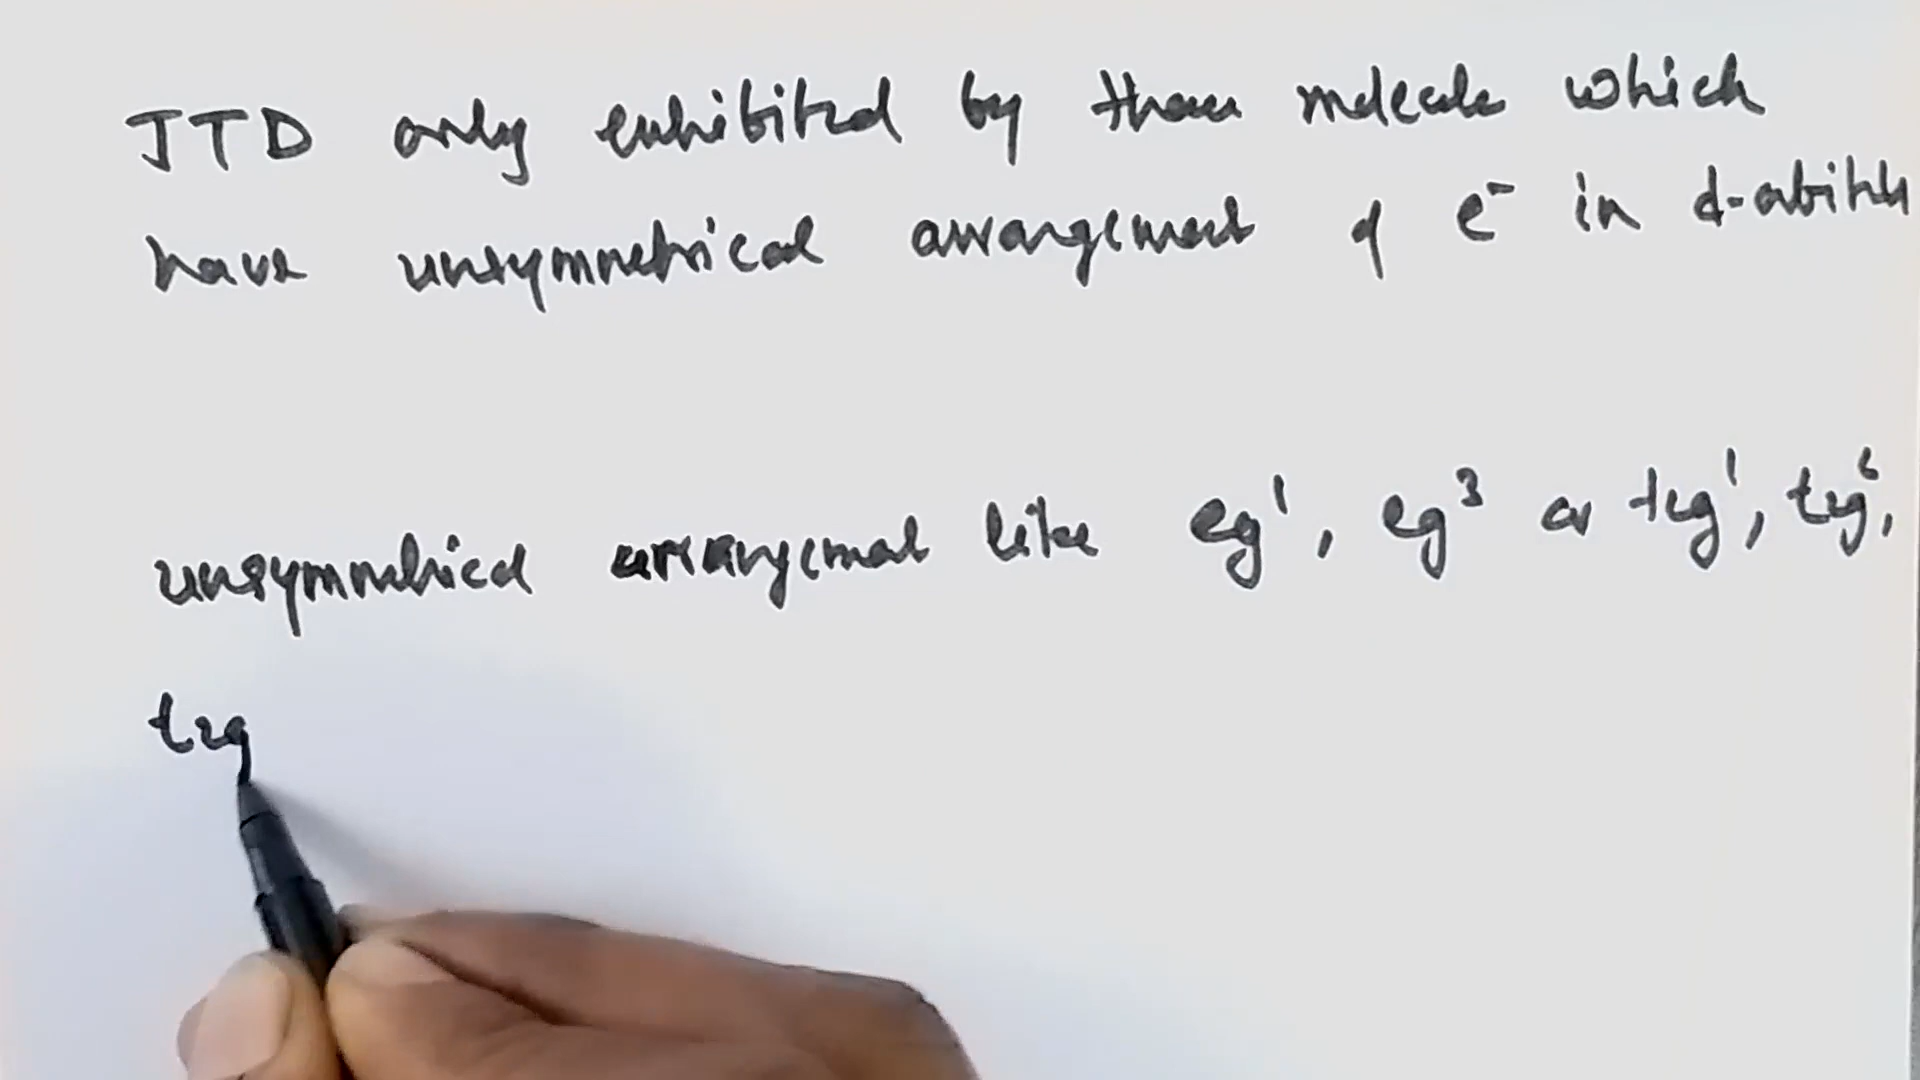 JTD only exhibited by those molecule which
have unsymmetrical arrangement of e⁻ in d-orbitals
unsymmetrical arrangement like eg¹, eg³ or t2g¹, t2g⁶,
t2g